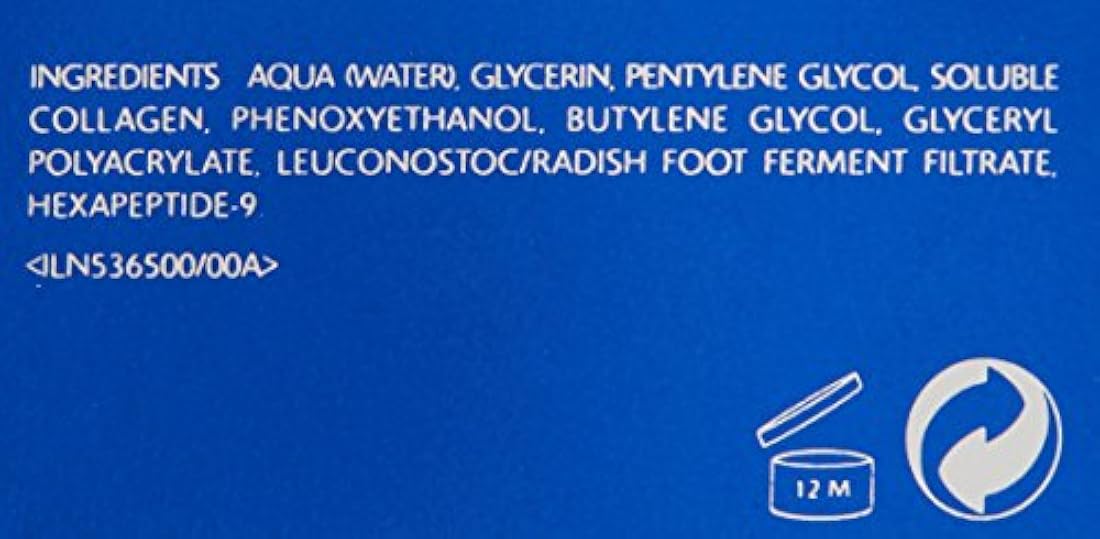 INGREDIENTS AQUA (WATER), GLYCERIN, PENTYLENE GLYCOL, SOLUBLE
COLLAGEN, PHENOXYETHANOL, BUTYLENE GLYCOL, GLYCERYL
POLYACRYLATE, LEUCONOSTOC/RADISH FOOT FERMENT FILTRATE,
HEXAPEPTIDE-9
<ILN536500/00A>
12 M